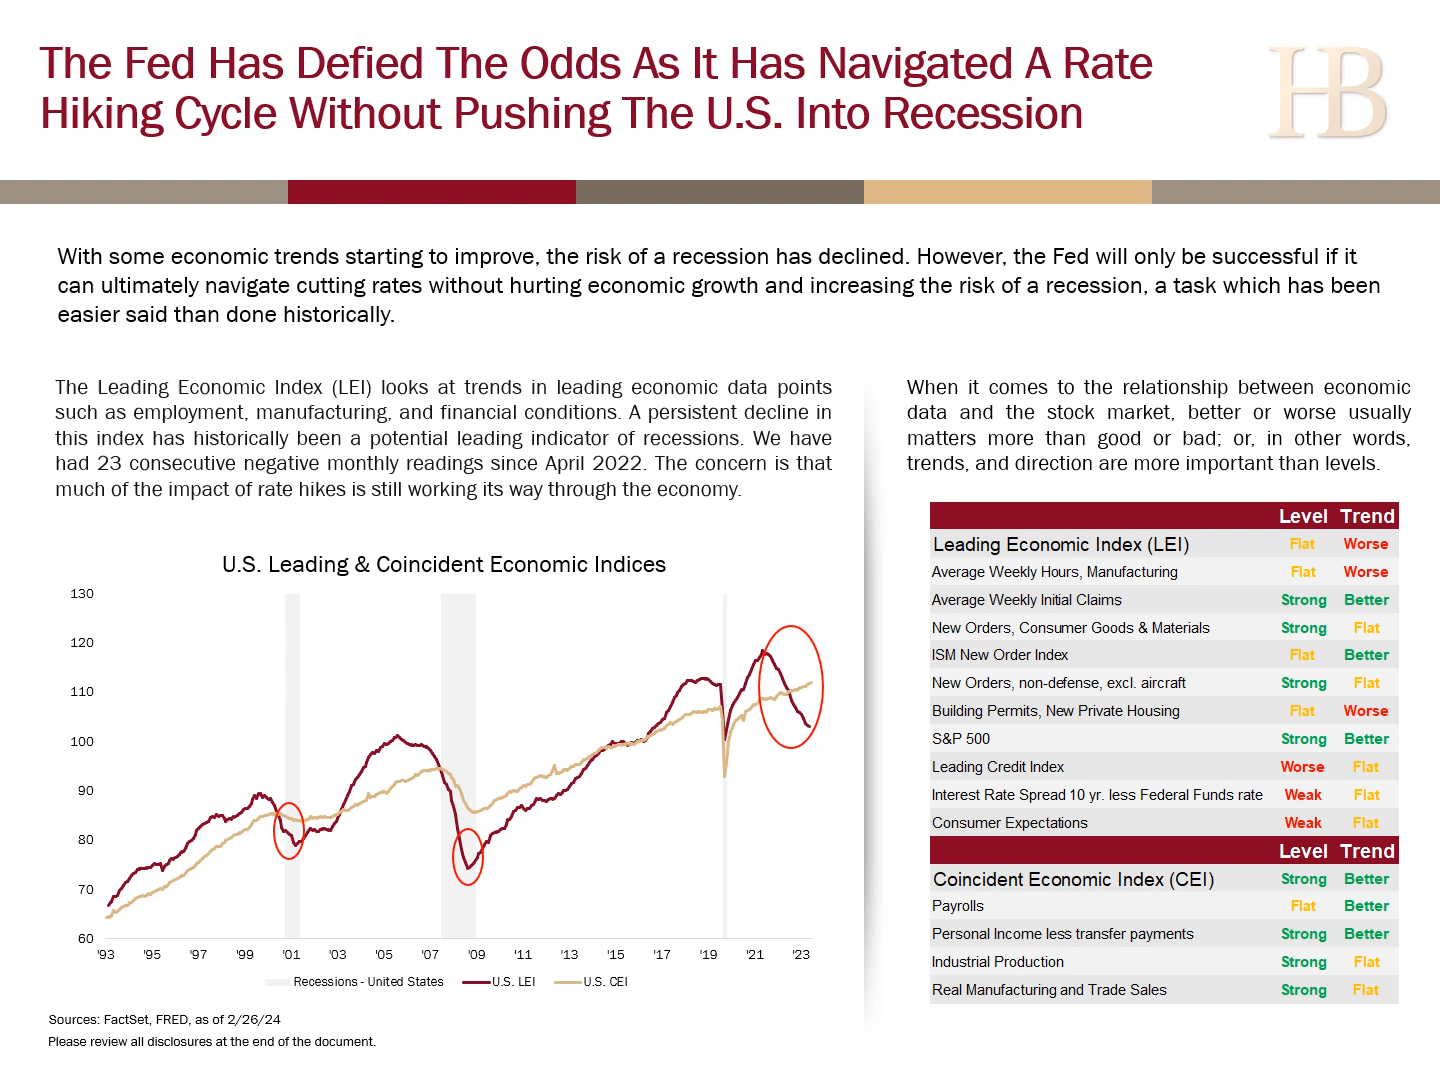 The Fed Has Defied The Odds As It Has Navigated A Rate
Hiking Cycle Without Pushing The U.S. Into Recession
HB
With some economic trends starting to improve, the risk of a recession has declined. However, the Fed will only be successful if it
can ultimately navigate cutting rates without hurting economic growth and increasing the risk of a recession, a task which has been
easier said than done historically.
The Leading Economic Index (LEI) looks at trends in leading economic data points
such as employment, manufacturing, and financial conditions. A persistent decline in
this index has historically been a potential leading indicator of recessions. We have
had 23 consecutive negative monthly readings since April 2022. The concern is that
much of the impact of rate hikes is still working its way through the economy.
U.S. Leading & Coincident Economic Indices
130
120
110
100
90
80
70
60
'93 '95 '97 '99 '01 '03 '05 '07 '09 '11 '13 '15 '17 '19 '21 '23
Recessions - United States U.S. LEI U.S. CEI
Sources: FactSet, FRED, as of 2/26/24
Please review all disclosures at the end of the document.
When it comes to the relationship between economic
data and the stock market, better or worse usually
matters more than good or bad; or, in other words,
trends, and direction are more important than levels.
Level Trend
Leading Economic Index (LEI) Flat Worse
Average Weekly Hours, Manufacturing Flat Worse
Average Weekly Initial Claims Strong Better
New Orders, Consumer Goods & Materials Strong Flat
ISM New Order Index Flat Better
New Orders, non-defense, excl. aircraft Strong Flat
Building Permits, New Private Housing Flat Worse
S&P 500 Strong Better
Leading Credit Index Worse Flat
Interest Rate Spread 10 yr. less Federal Funds rate Weak Flat
Consumer Expectations Weak Flat
Level Trend
Coincident Economic Index (CEI) Strong Better
Payrolls Flat Better
Personal Income less transfer payments Strong Better
Industrial Production Strong Flat
Real Manufacturing and Trade Sales Strong Flat